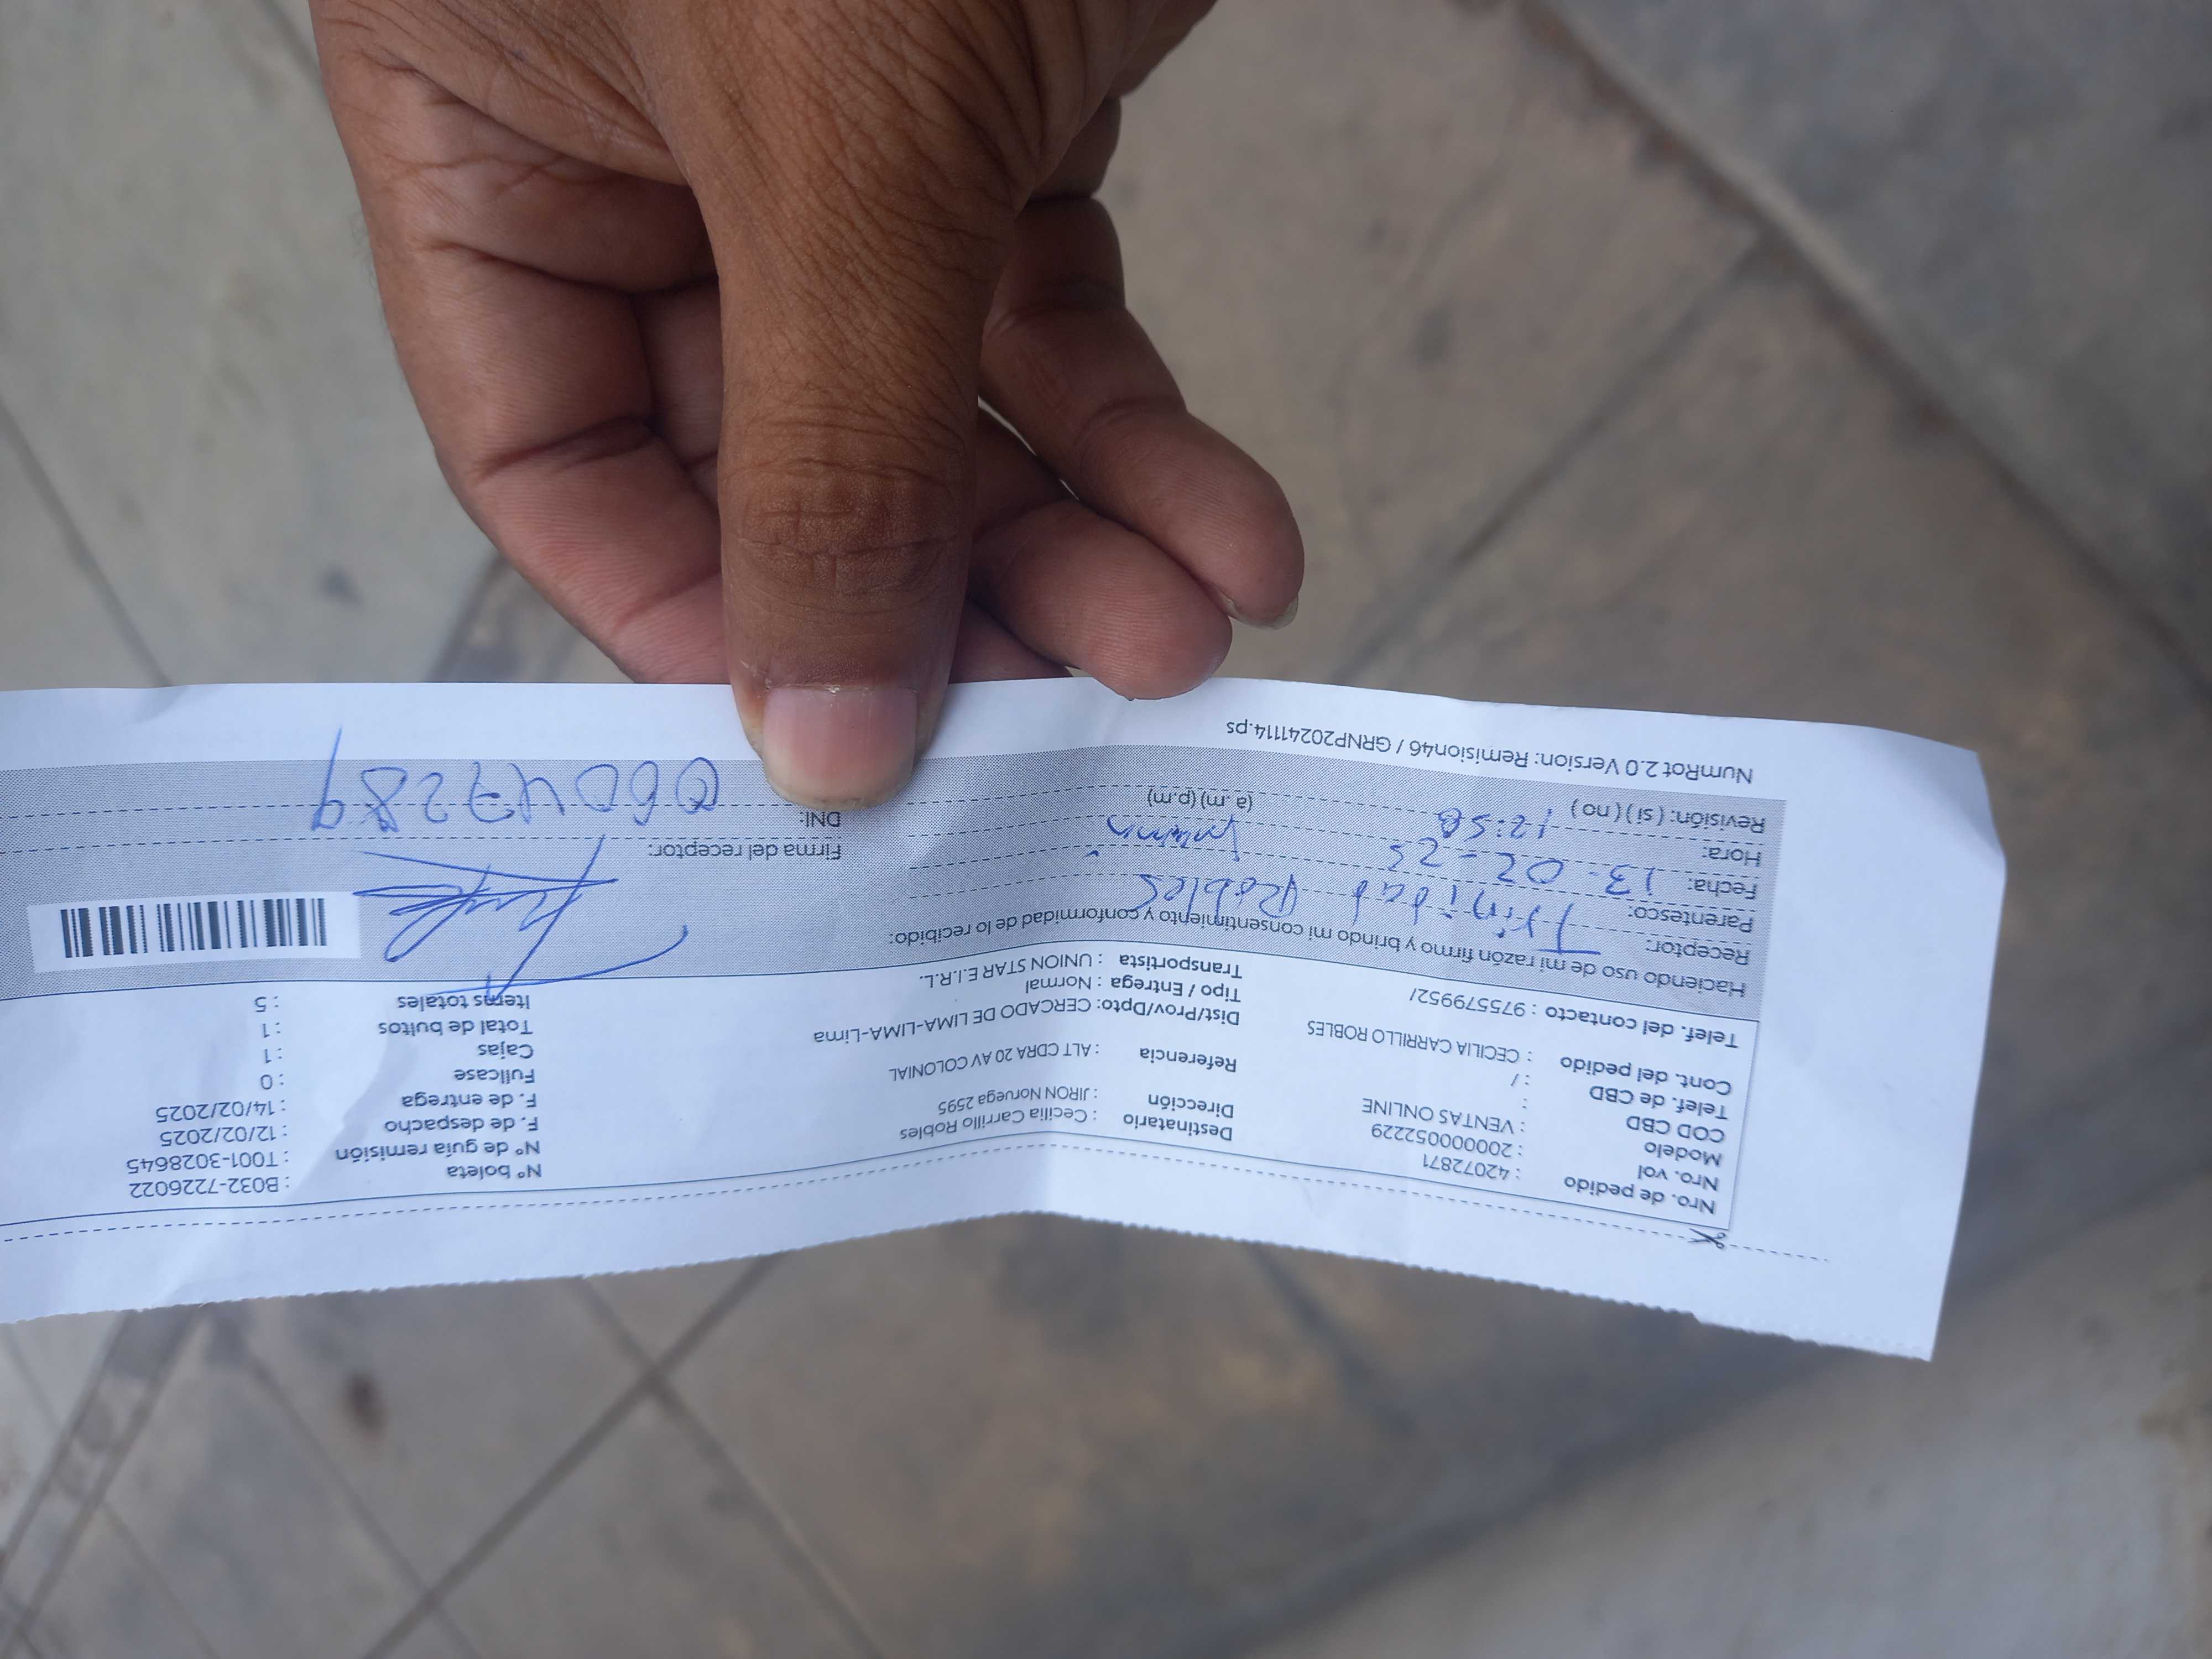 Nro. de pedido : 42072871
Nro. vol : 20000052229
Modelo : VENTAS ONLINE
COD CBD :
Telef. de CBD : /
Cont. del pedido : CECILIA CARRILLO ROBLES
Telef. del contacto : 975579952/
Destinatario : Cecilia Carrillo Robles
Dirección : JIRON Noruega 2595
Referencia : ALT CDRA 20 AV COLONIAL
Dist/Prov/Dpto: CERCADO DE LIMA-LIMA-Lima
Tipo / Entrega : Normal
Transportista : UNION STAR E.I.R.L.
N° boleta : B032-7226022
N° de guía remisión : T001-3028645
F. de despacho : 12/02/2025
F. de entrega : 14/02/2025
Fullcase : 0
Cajas : 1
Total de bultos : 1
Items totales : 5
Haciendo uso de mi razón firmo y brindo mi consentimiento y conformidad de lo recibido:
Receptor: Trinidad Robles
Parentesco:
Fecha: 13-02-25
Hora: 12:50 (a.m) (p.m)
Revisión: ( si ) ( no )
Firma del receptor:
DNI: 06047289
NumRot 2.0 Version: Remision46 / GRNP20241114.ps